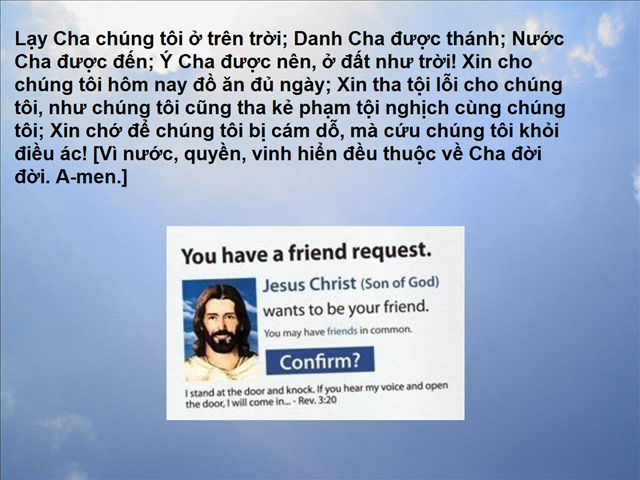 Lạy Cha chúng tôi ở trên trời; Danh Cha được thánh; Nước
Cha được đến; Ý Cha được nên, ở đất như trời! Xin cho
chúng tôi hôm nay đồ ăn đủ ngày; Xin tha tội lỗi cho chúng
tôi, như chúng tôi cũng tha kẻ phạm tội nghịch cùng chúng
tôi; Xin chớ để chúng tôi bị cám dỗ, mà cứu chúng tôi khỏi
điều ác! [Vì nước, quyền, vinh hiển đều thuộc về Cha đời
đời. A-men.]
You have a friend request.
Jesus Christ (Son of God)
wants to be your friend.
You may have friends in common.
Confirm?
I stand at the door and knock. If you hear my voice and open
the door, I will come in... - Rev. 3:20